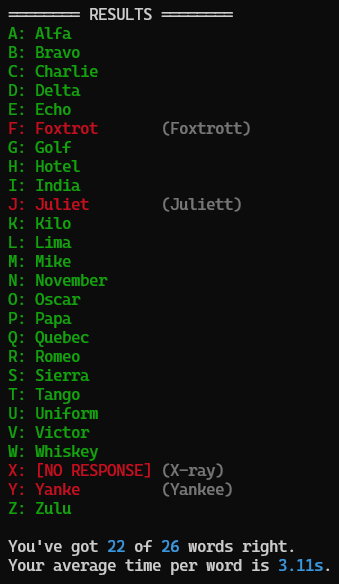 ======== RESULTS ========
A: Alfa
B: Bravo
C: Charlie
D: Delta
E: Echo
F: Foxtrot (Foxtrott)
G: Golf
H: Hotel
I: India
J: Juliet (Juliett)
K: Kilo
L: Lima
M: Mike
N: November
O: Oscar
P: Papa
Q: Quebec
R: Romeo
S: Sierra
T: Tango
U: Uniform
V: Victor
W: Whiskey
X: [NO RESPONSE] (X-ray)
Y: Yanke (Yankee)
Z: Zulu
You've got 22 of 26 words right.
Your average time per word is 3.11s.